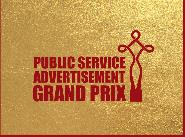 PUBLIC SERVICE
ADVERTISEMENT
GRAND PRIX